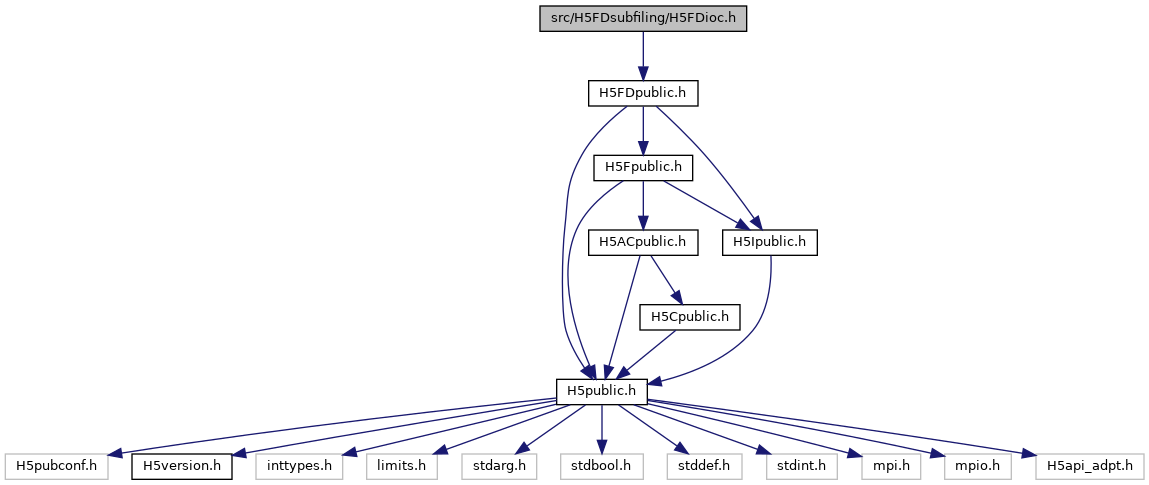 src/H5FDsubfiling/H5FDioc.h
H5FDpublic.h
H5Fpublic.h
H5ACpublic.h
H5Ipublic.h
H5Cpublic.h
H5public.h
H5pubconf.h
H5version.h
inttypes.h
limits.h
stdarg.h
stdbool.h
stddef.h
stdint.h
mpi.h
mpio.h
H5api_adpt.h